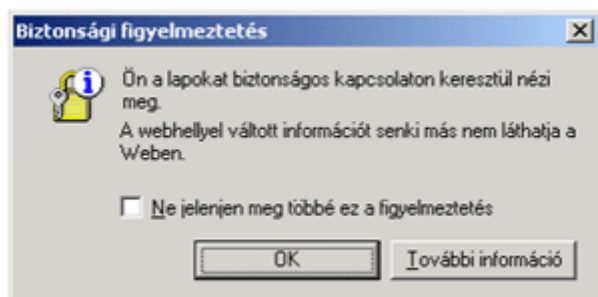 Biztonsági figyelmeztetés
Ön a lapokat biztonságos kapcsolaton keresztül nézi
meg.
A webhellyel váltott információt senki más nem láthatja a
Weben.
Ne jelenjen meg többé ez a figyelmeztetés
OK
További információ